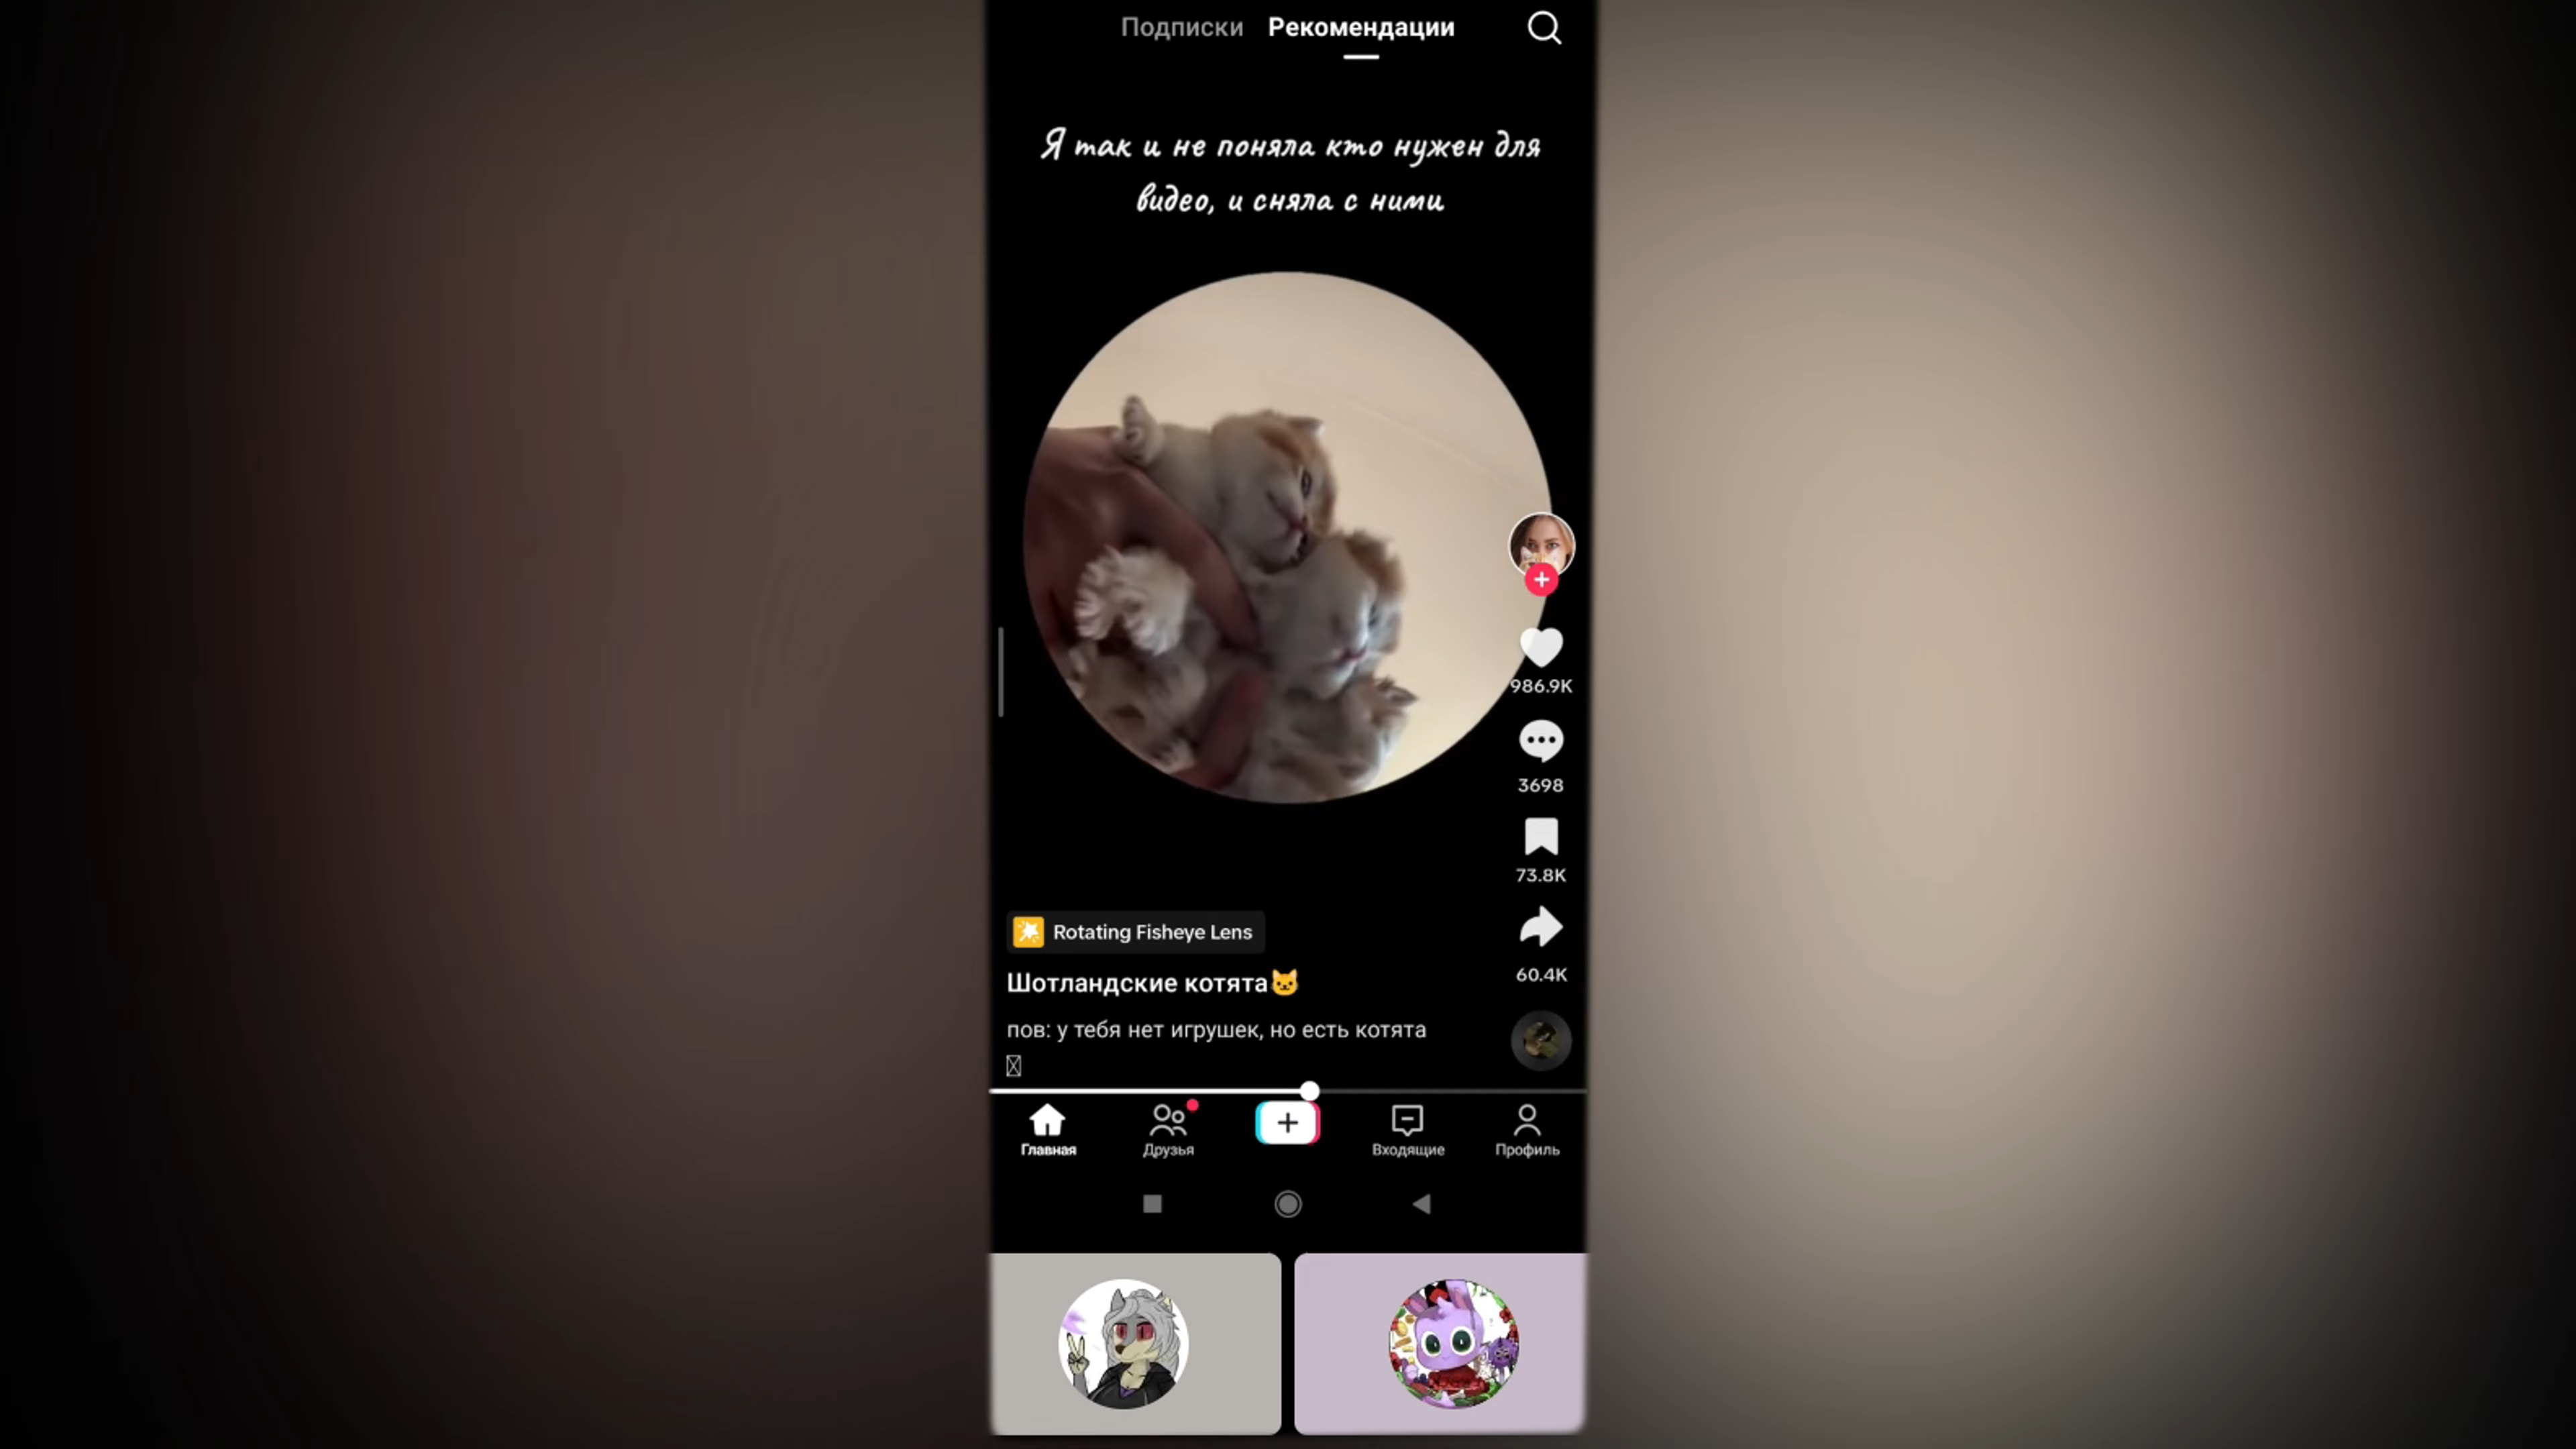 Подписки Рекомендации
Я так и не поняла кто нужен для
видео, и сняла с ними
986.9K
3698
73.8K
60.4K
Rotating Fisheye Lens
Шотландские котята
пов: у тебя нет игрушек, но есть котята
Главная Друзья Входящие Профиль